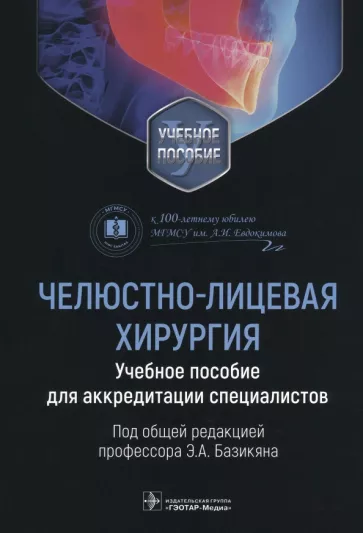 УЧЕБНОЕ
ПОСОБИЕ
МГМСУ
к 100-летнему юбилею
МГМСУ им. А.И. Евдокимова
ЧЕЛЮСТНО-ЛИЦЕВАЯ
ХИРУРГИЯ
Учебное пособие
для аккредитации специалистов
Под общей редакцией
профессора Э.А. Базикяна
ИЗДАТЕЛЬСКАЯ ГРУППА
«ГЭОТАР-Медиа»